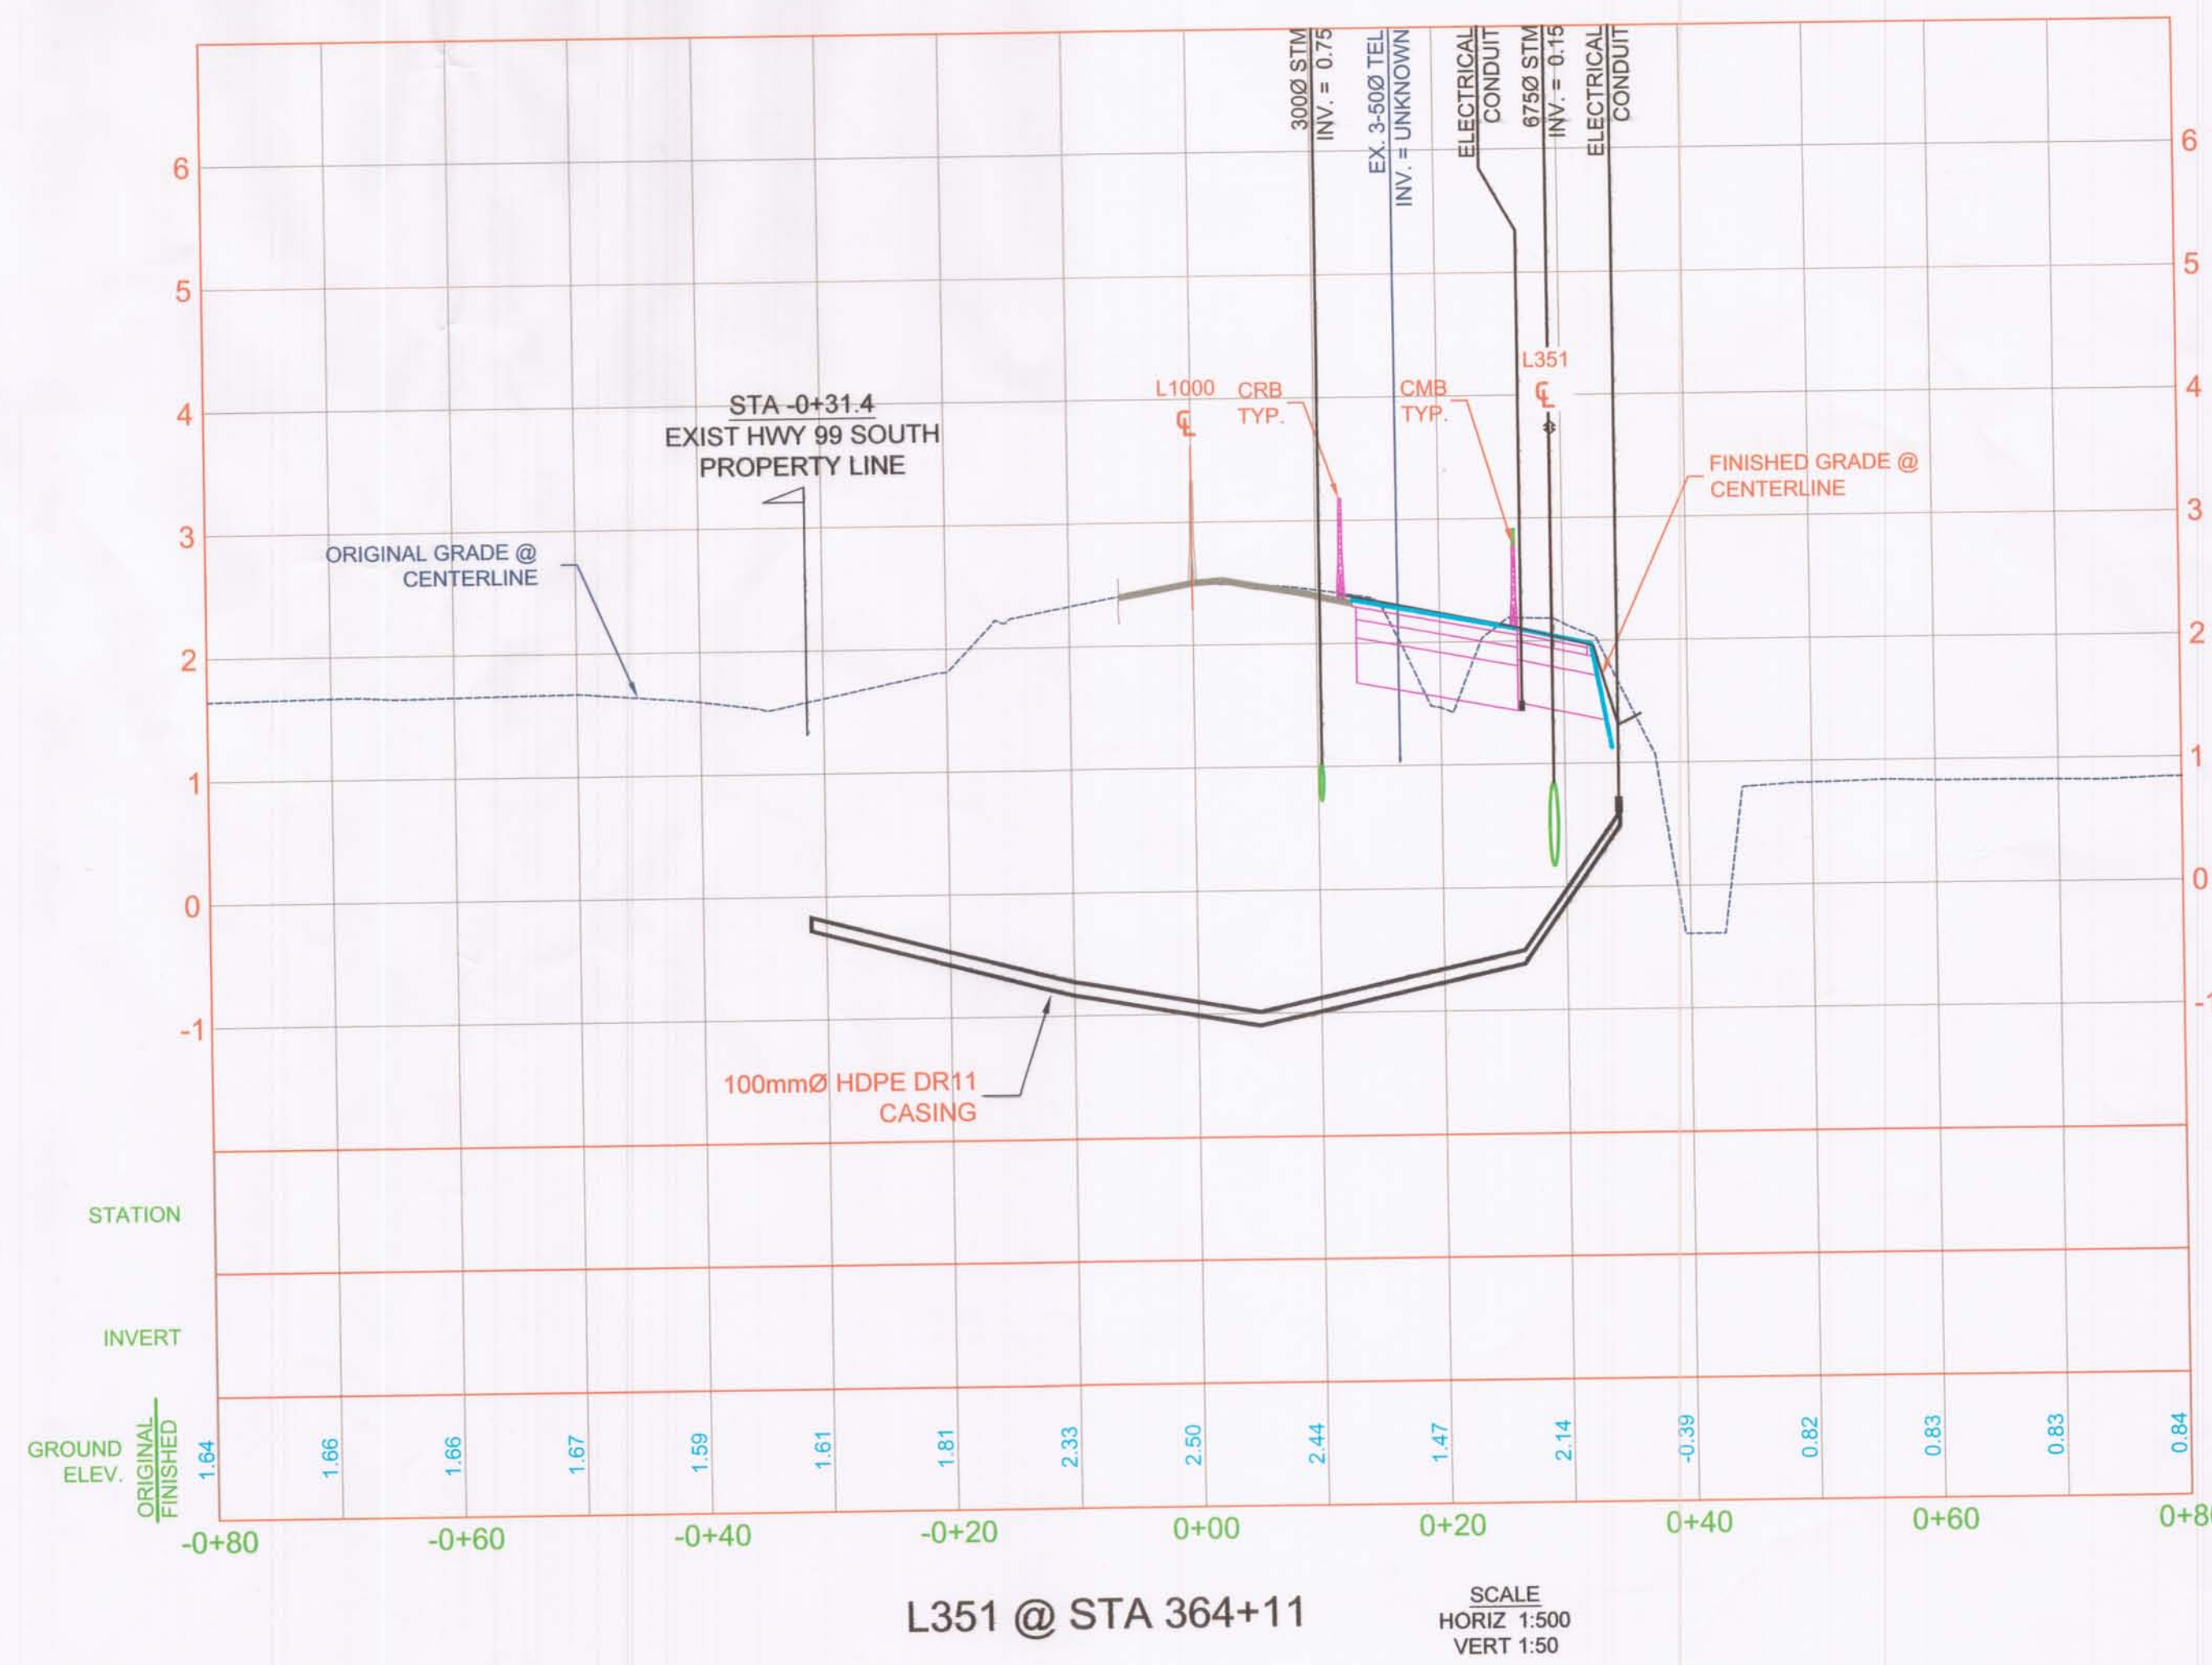 300Ø STM
INV. = 0.75
EX. 3-50Ø TEL
INV. = UNKNOWN
ELECTRICAL
CONDUIT
675Ø STM
INV. = 0.15
ELECTRICAL
CONDUIT
6
6
5
5
4
4
3
3
2
2
1
1
0
0
-1
-1
L351
℄
L1000
℄
CRB
TYP.
CMB
TYP.
STA -0+31.4
EXIST HWY 99 SOUTH
PROPERTY LINE
FINISHED GRADE @
CENTERLINE
ORIGINAL GRADE @
CENTERLINE
100mmØ HDPE DR11
CASING
STATION
INVERT
GROUND
ELEV.
ORIGINAL
FINISHED
1.64
1.66
1.66
1.67
1.59
1.61
1.81
2.33
2.50
2.44
1.47
2.14
-0.39
0.82
0.83
0.83
0.84
-0+80
-0+60
-0+40
-0+20
0+00
0+20
0+40
0+60
L351 @ STA 364+11
SCALE
HORIZ 1:500
VERT 1:50